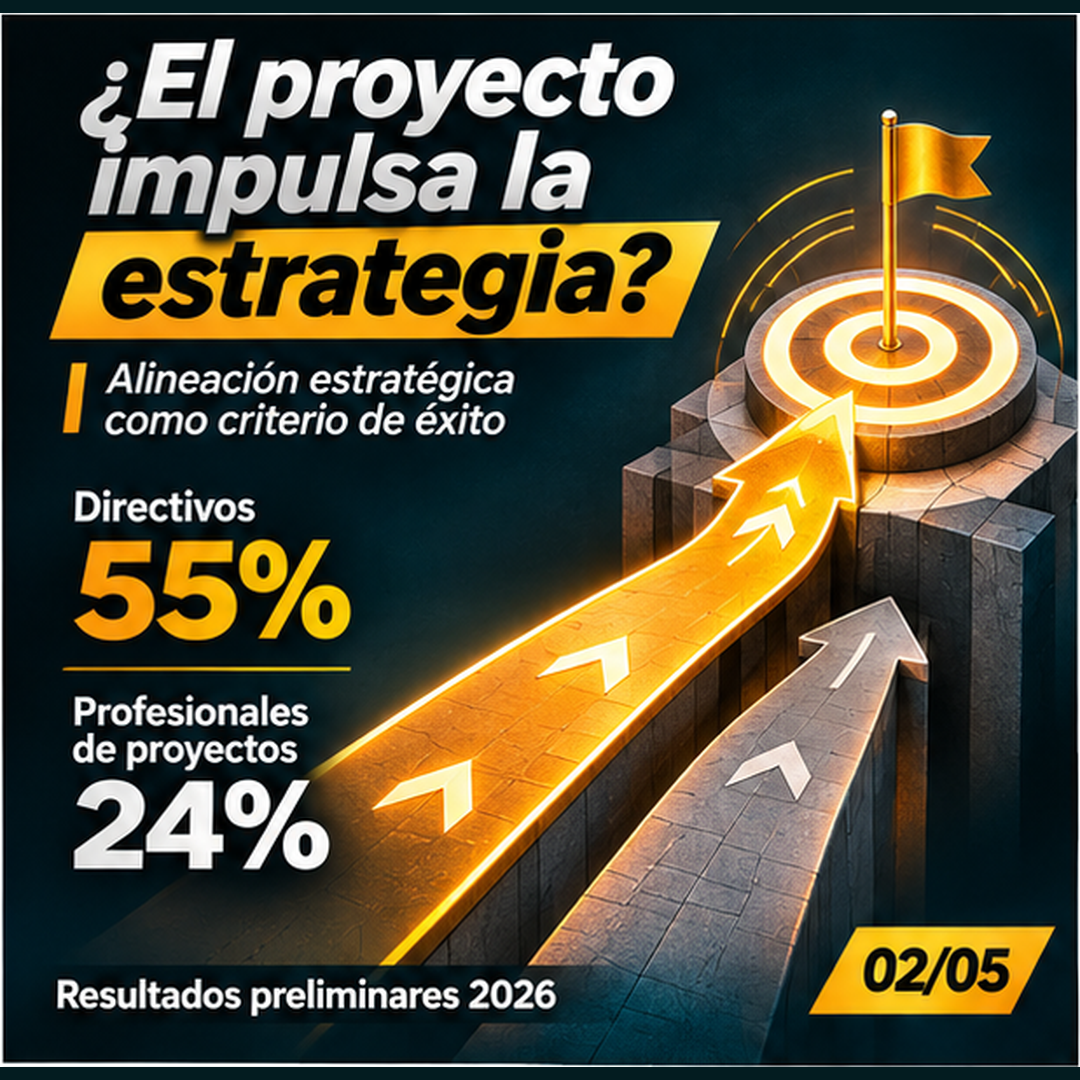 ¿El proyecto
impulsa la
estrategia?
Alineación estratégica
como criterio de éxito
Directivos
55%
Profesionales
de proyectos
24%
Resultados preliminares 2026
02/05